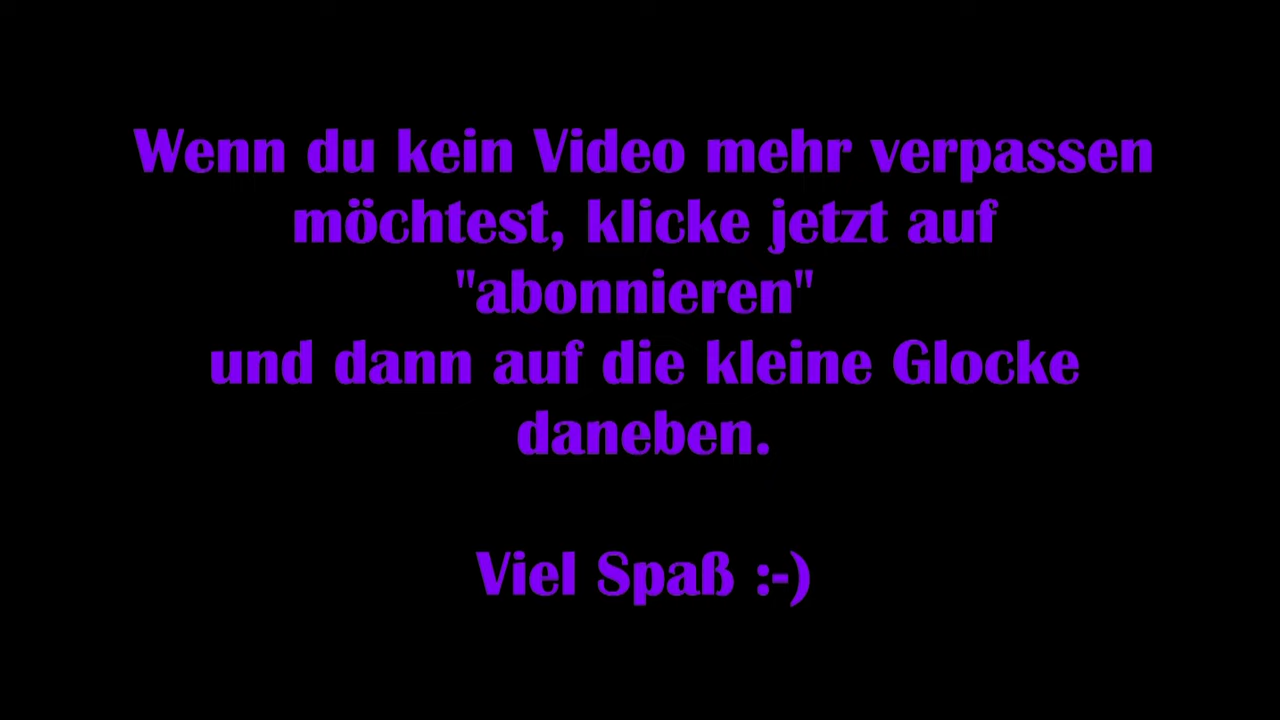 Wenn du kein Video mehr verpassen
möchtest, klicke jetzt auf
"abonnieren"
und dann auf die kleine Glocke
daneben.
Viel Spaß :-)